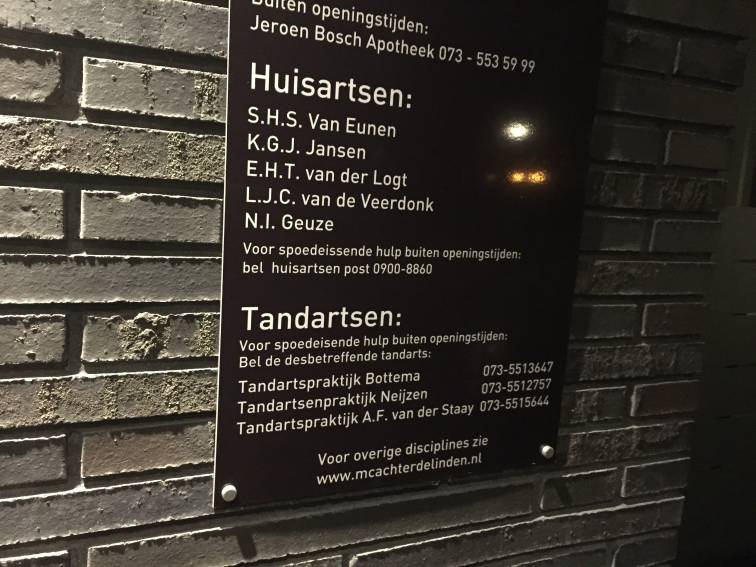 Buiten openingstijden:
Jeroen Bosch Apotheek 073 - 553 59 99
Huisartsen:
S.H.S. Van Eunen
K.G.J. Jansen
E.H.T. van der Logt
L.J.C. van de Veerdonk
N.I. Geuze
Voor spoedeissende hulp buiten openingstijden:
bel huisartsen post 0900-8860
Tandartsen:
Voor spoedeisende hulp buiten openingstijden:
Bel de desbetreffende tandarts:
Tandartspraktijk Bottema 073-5513647
Tandartsenpraktijk Neijzen 073-5512757
Tandartspraktijk A.F. van der Staay 073-5515644
Voor overige disciplines zie
www.mcachterdelinden.nl